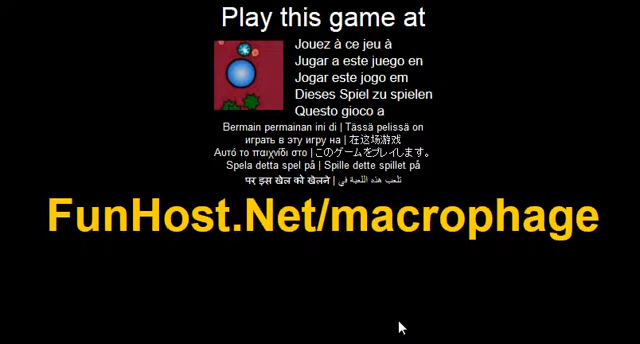 Play this game at
Jouez à ce jeu à
Jugar a este juego en
Jogar este jogo em
Dieses Spiel zu spielen
Questo gioco a
Bermain permainan ini di | Tässä pelissä on
играть в эту игру на | 在这场游戏
Αυτό το παιχνίδι στο | このゲームをプレイします。
Spela detta spel på | Spille dette spillet på
पर इस खेल को खेलने | تلعب هذه اللعبة في
FunHost.Net/macrophage